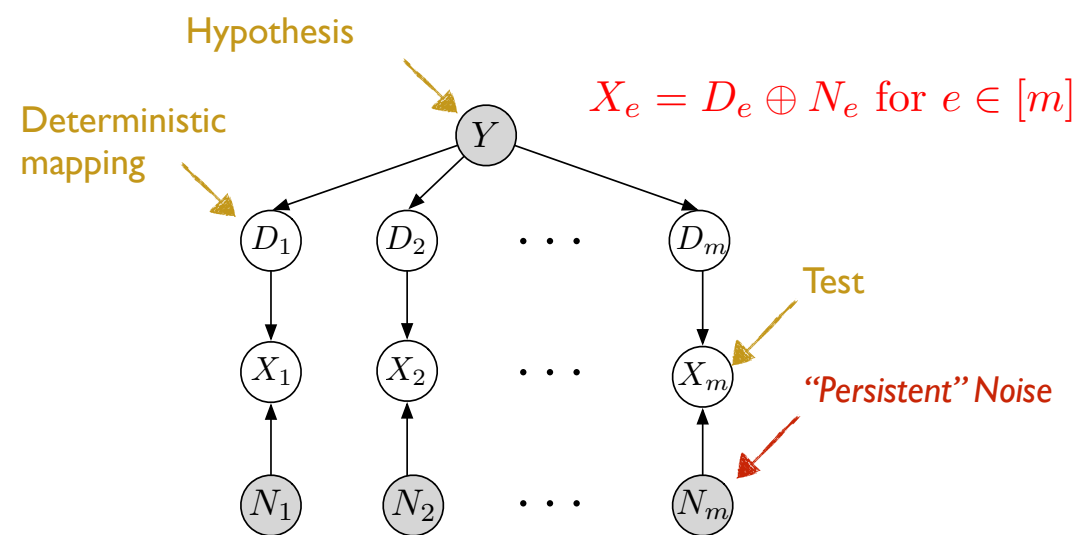 Hypothesis
X_e = D_e ⊕ N_e for e ∈ [m]
Deterministic
mapping
Y
D_1 D_2 · · · D_m
Test
X_1 X_2 · · · X_m
“Persistent” Noise
N_1 N_2 · · · N_m